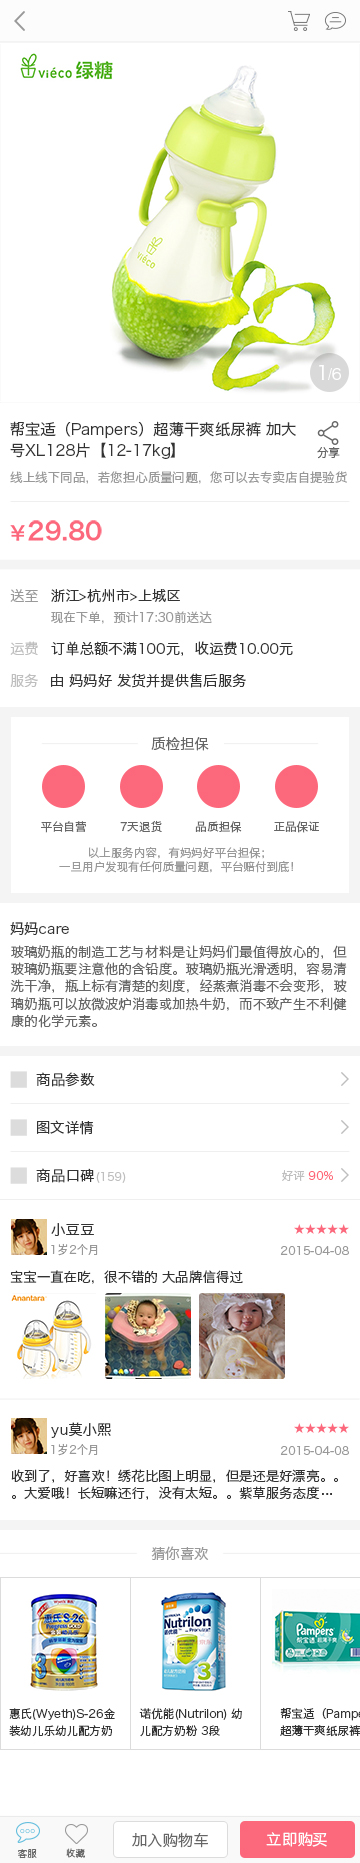 viéco 绿糖
viéco
1/6
帮宝适（Pampers）超薄干爽纸尿裤 加大
号XL128片【12-17kg】
分享
线上线下同品，若您担心质量问题，您可以去专卖店自提验货
¥29.80
送至 浙江>杭州市>上城区
现在下单，预计17:30前送达
运费 订单总额不满100元，收运费10.00元
服务 由 妈妈好 发货并提供售后服务
质检担保
平台自营 7天退货 品质担保 正品保证
以上服务内容，有妈妈好平台担保；
一旦用户发现有任何质量问题，平台赔付到底！
妈妈care
玻璃奶瓶的制造工艺与材料是让妈妈们最值得放心的，但
玻璃奶瓶要注意他的含铅度。玻璃奶瓶光滑透明，容易清
洗干净，瓶上标有清楚的刻度，经蒸煮消毒不会变形，玻
璃奶瓶可以放微波炉消毒或加热牛奶，而不致产生不利健
康的化学元素。
商品参数
图文详情
商品口碑(159) 好评 90%
小豆豆 ★★★★★
1岁2个月 2015-04-08
宝宝一直在吃，很不错的 大品牌信得过
Anantara
yu莫小熙 ★★★★★
1岁2个月 2015-04-08
收到了，好喜欢！绣花比图上明显，但是还是好漂亮。。
。大爱哦！长短嘛还行，没有太短。。紫草服务态度…
猜你喜欢
惠氏 S-26
3
Nutrilon
诺优能
3
Pampers
帮宝适
惠氏(Wyeth)S-26金
装幼儿乐幼儿配方奶
诺优能(Nutrilon) 幼
儿配方奶粉 3段
帮宝适（Pampe
超薄干爽纸尿裤
客服 收藏 加入购物车 立即购买